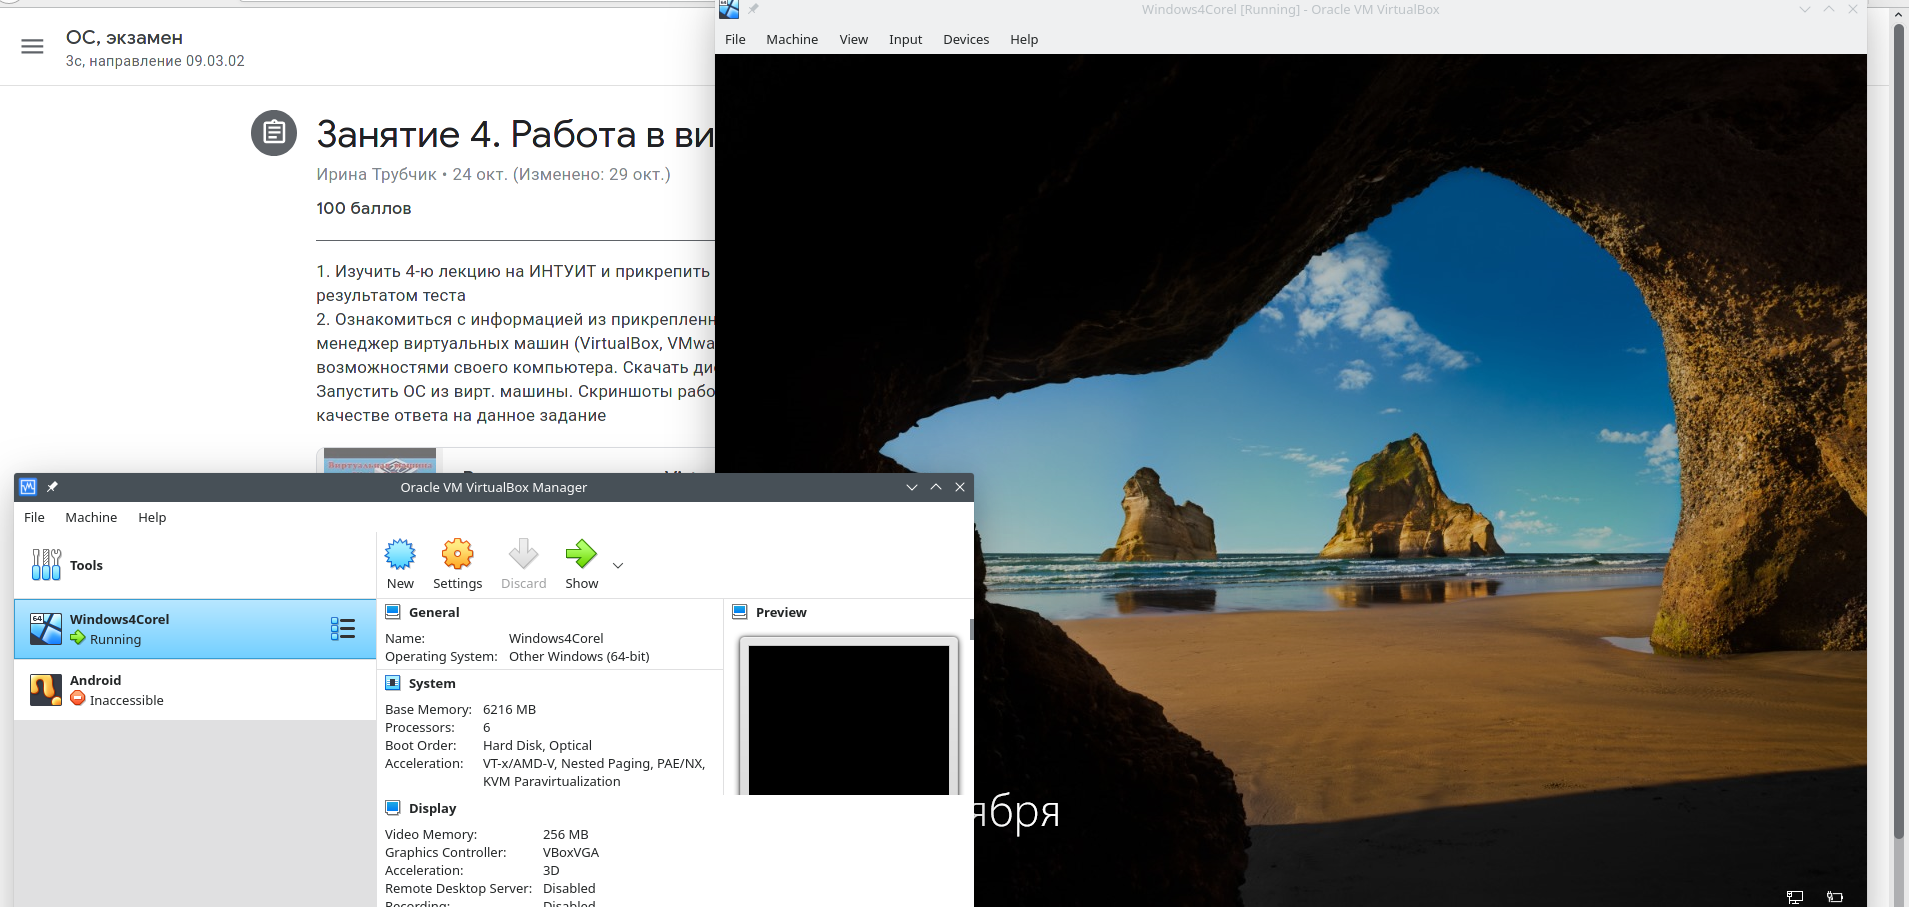 ОС, экзамен
3с, направление 09.03.02
Занятие 4. Работа в ви
Ирина Трубчик • 24 окт. (Изменено: 29 окт.)
100 баллов
1. Изучить 4-ю лекцию на ИНТУИТ и прикрепить
результатом теста
2. Ознакомиться с информацией из прикрепленн
менеджер виртуальных машин (VirtualBox, VMwa
возможностями своего компьютера. Скачать ди
Запустить ОС из вирт. машины. Скриншоты рабо
качестве ответа на данное задание
Виртуальная машина
Windows4Corel [Running] - Oracle VM VirtualBox
File Machine View Input Devices Help
ября
Oracle VM VirtualBox Manager
File Machine Help
Tools
New Settings Discard Show
64
Windows4Corel
Running
Android
Inaccessible
General
Name: Windows4Corel
Operating System: Other Windows (64-bit)
System
Base Memory: 6216 MB
Processors: 6
Boot Order: Hard Disk, Optical
Acceleration: VT-x/AMD-V, Nested Paging, PAE/NX,
KVM Paravirtualization
Display
Video Memory: 256 MB
Graphics Controller: VBoxVGA
Acceleration: 3D
Remote Desktop Server: Disabled
Recording: Disabled
Preview